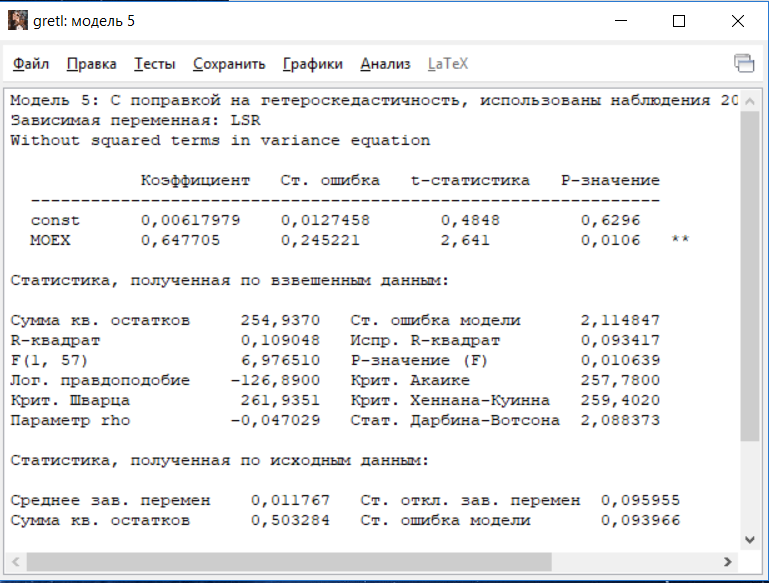 gretl: модель 5
Файл Правка Тесты Сохранить Графики Анализ LaTeX
Модель 5: С поправкой на гетероскедастичность, использованы наблюдения 20
Зависимая переменная: LSR
Without squared terms in variance equation
Коэффициент Ст. ошибка t-статистика P-значение
const 0,00617979 0,0127458 0,4848 0,6296
MOEX 0,647705 0,245221 2,641 0,0106 **
Статистика, полученная по взвешенным данным:
Сумма кв. остатков 254,9370 Ст. ошибка модели 2,114847
R-квадрат 0,109048 Испр. R-квадрат 0,093417
F(1, 57) 6,976510 P-значение (F) 0,010639
Лог. правдоподобие −126,8900 Крит. Акаике 257,7800
Крит. Шварца 261,9351 Крит. Хеннана-Куинна 259,4020
Параметр rho −0,047029 Стат. Дарбина-Вотсона 2,088373
Статистика, полученная по исходным данным:
Среднее зав. перемен 0,011767 Ст. откл. зав. перемен 0,095955
Сумма кв. остатков 0,503284 Ст. ошибка модели 0,093966